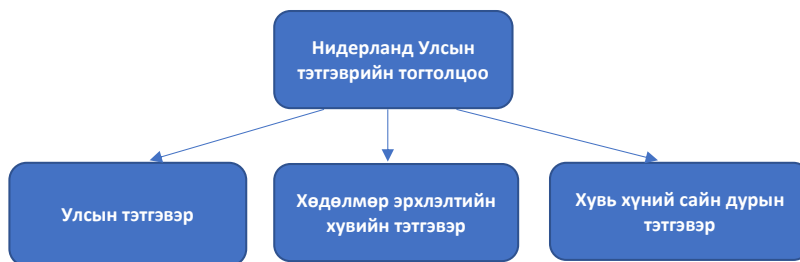 Нидерланд Улсын
тэтгэврийн тогтолцоо
Улсын тэтгэвэр
Хөдөлмөр эрхлэлтийн
хувийн тэтгэвэр
Хувь хүний сайн дурын
тэтгэвэр